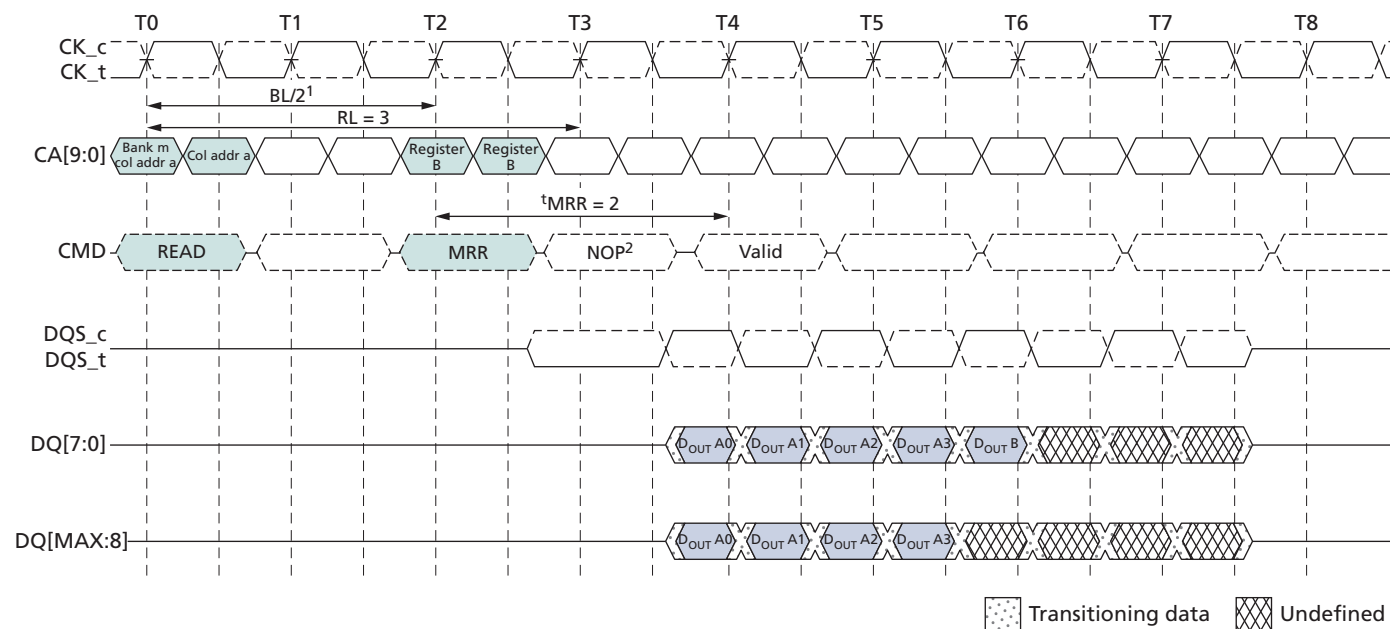 T0 T1 T2 T3 T4 T5 T6 T7 T8
CK_c
CK_t
BL/2¹
RL = 3
CA[9:0] Bank m col addr a Col addr a Register B Register B
ᵗMRR = 2
CMD READ MRR NOP² Valid
DQS_c
DQS_t
DQ[7:0] DOUT A0 DOUT A1 DOUT A2 DOUT A3 DOUT B
DQ[MAX:8] DOUT A0 DOUT A1 DOUT A2 DOUT A3
Transitioning data Undefined